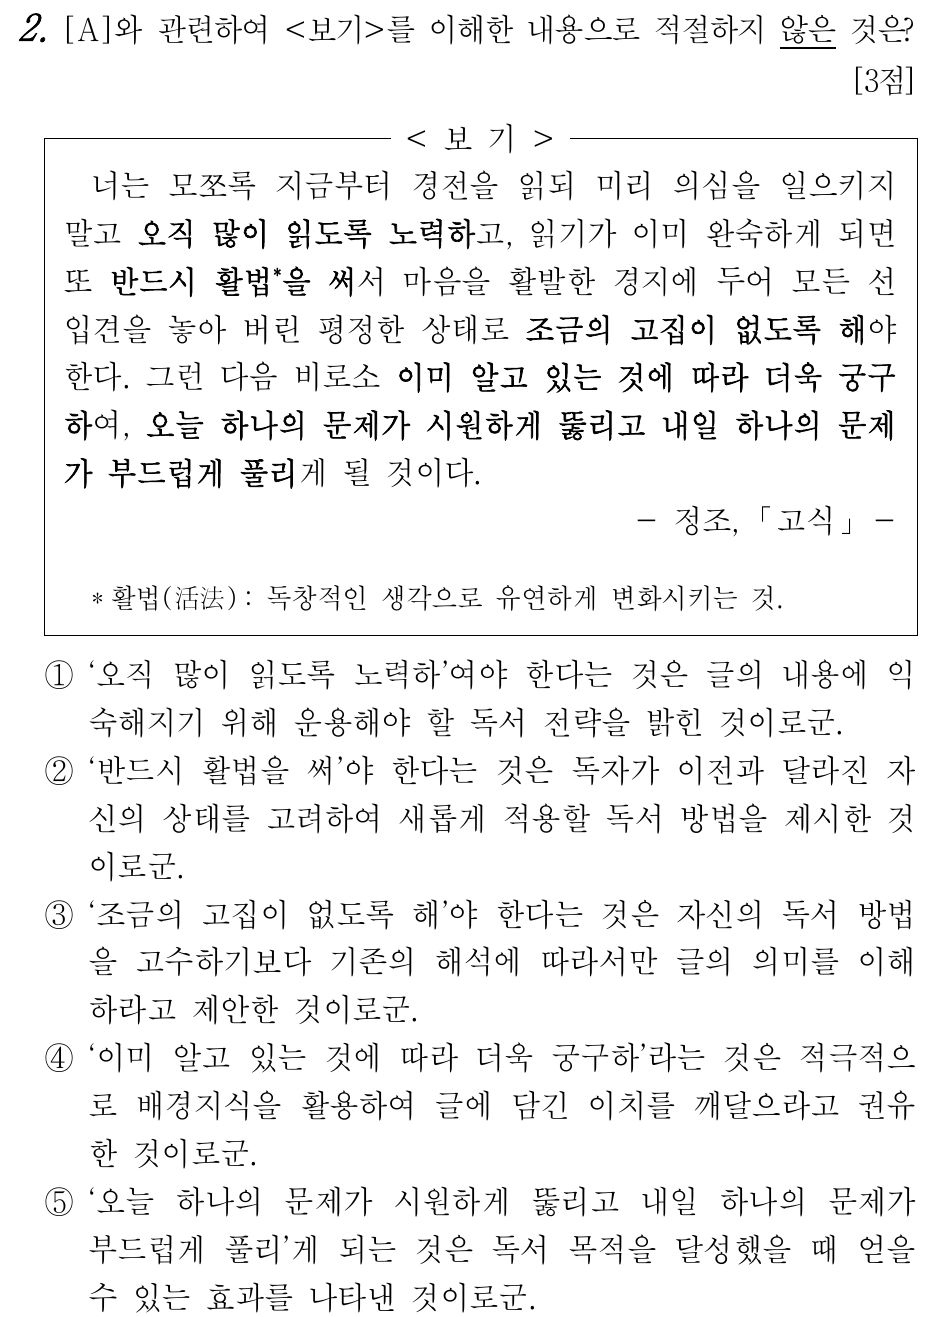 2. [A]와 관련하여 <보기>를 이해한 내용으로 적절하지 않은 것은?
[3점]
< 보 기 >
너는 모쪼록 지금부터 경전을 읽되 미리 의심을 일으키지
말고 오직 많이 읽도록 노력하고, 읽기가 이미 완숙하게 되면
또 반드시 활법*을 써서 마음을 활발한 경지에 두어 모든 선
입견을 놓아 버린 평정한 상태로 조금의 고집이 없도록 해야
한다. 그런 다음 비로소 이미 알고 있는 것에 따라 더욱 궁구
하여, 오늘 하나의 문제가 시원하게 뚫리고 내일 하나의 문제
가 부드럽게 풀리게 될 것이다.
- 정조, 「고식」 -
* 활법(活法) : 독창적인 생각으로 유연하게 변화시키는 것.
① ‘오직 많이 읽도록 노력하’여야 한다는 것은 글의 내용에 익
숙해지기 위해 운용해야 할 독서 전략을 밝힌 것이로군.
② ‘반드시 활법을 써’야 한다는 것은 독자가 이전과 달라진 자
신의 상태를 고려하여 새롭게 적용할 독서 방법을 제시한 것
이로군.
③ ‘조금의 고집이 없도록 해’야 한다는 것은 자신의 독서 방법
을 고수하기보다 기존의 해석에 따라서만 글의 의미를 이해
하라고 제안한 것이로군.
④ ‘이미 알고 있는 것에 따라 더욱 궁구하’라는 것은 적극적으
로 배경지식을 활용하여 글에 담긴 이치를 깨달으라고 권유
한 것이로군.
⑤ ‘오늘 하나의 문제가 시원하게 뚫리고 내일 하나의 문제가
부드럽게 풀리’게 되는 것은 독서 목적을 달성했을 때 얻을
수 있는 효과를 나타낸 것이로군.